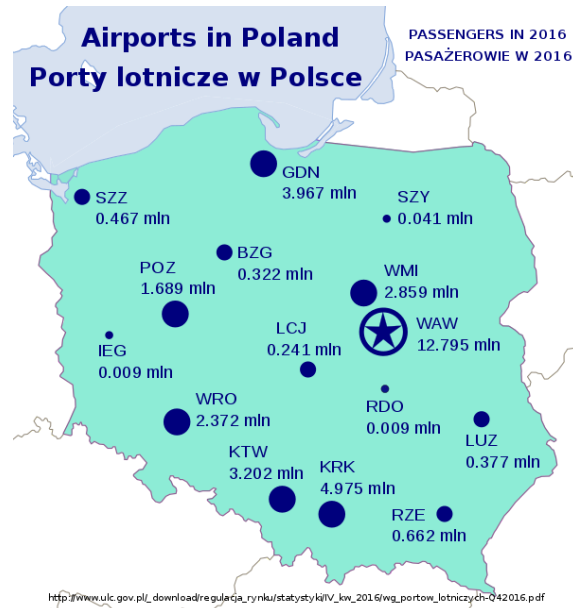 Airports in Poland
Porty lotnicze w Polsce
PASSENGERS IN 2016
PASAŻEROWIE W 2016
GDN
3.967 mln
SZZ
0.467 mln
SZY
0.041 mln
BZG
0.322 mln
POZ
1.689 mln
WMI
2.859 mln
WAW
12.795 mln
LCJ
0.241 mln
IEG
0.009 mln
RDO
0.009 mln
WRO
2.372 mln
LUZ
0.377 mln
KTW
3.202 mln
KRK
4.975 mln
RZE
0.662 mln
http://www.ulc.gov.pl/_download/regulacja_rynku/statystyki/IV_kw_2016/wg_portow_lotniczych-Q42016.pdf